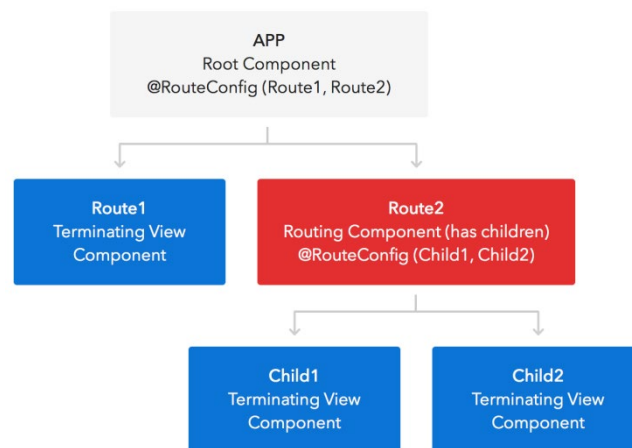 APP
Root Component
@RouteConfig (Route1, Route2)
Route1
Terminating View
Component
Route2
Routing Component (has children)
@RouteConfig (Child1, Child2)
Child1
Terminating View
Component
Child2
Terminating View
Component